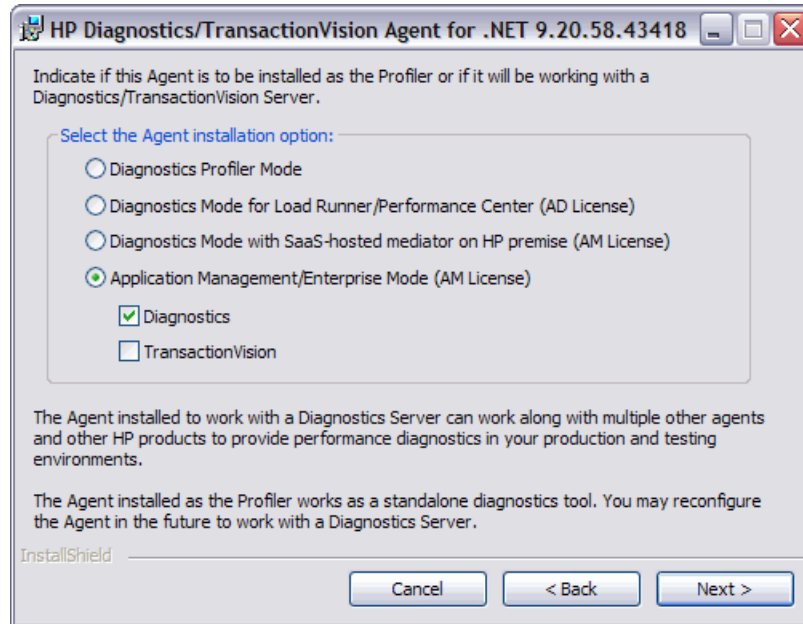 HP Diagnostics/TransactionVision Agent for .NET 9.20.58.43418
Indicate if this Agent is to be installed as the Profiler or if it will be working with a
Diagnostics/TransactionVision Server.
Select the Agent installation option:
Diagnostics Profiler Mode
Diagnostics Mode for Load Runner/Performance Center (AD License)
Diagnostics Mode with SaaS-hosted mediator on HP premise (AM License)
Application Management/Enterprise Mode (AM License)
Diagnostics
TransactionVision
The Agent installed to work with a Diagnostics Server can work along with multiple other agents
and other HP products to provide performance diagnostics in your production and testing
environments.
The Agent installed as the Profiler works as a standalone diagnostics tool. You may reconfigure
the Agent in the future to work with a Diagnostics Server.
InstallShield
Cancel
< Back
Next >